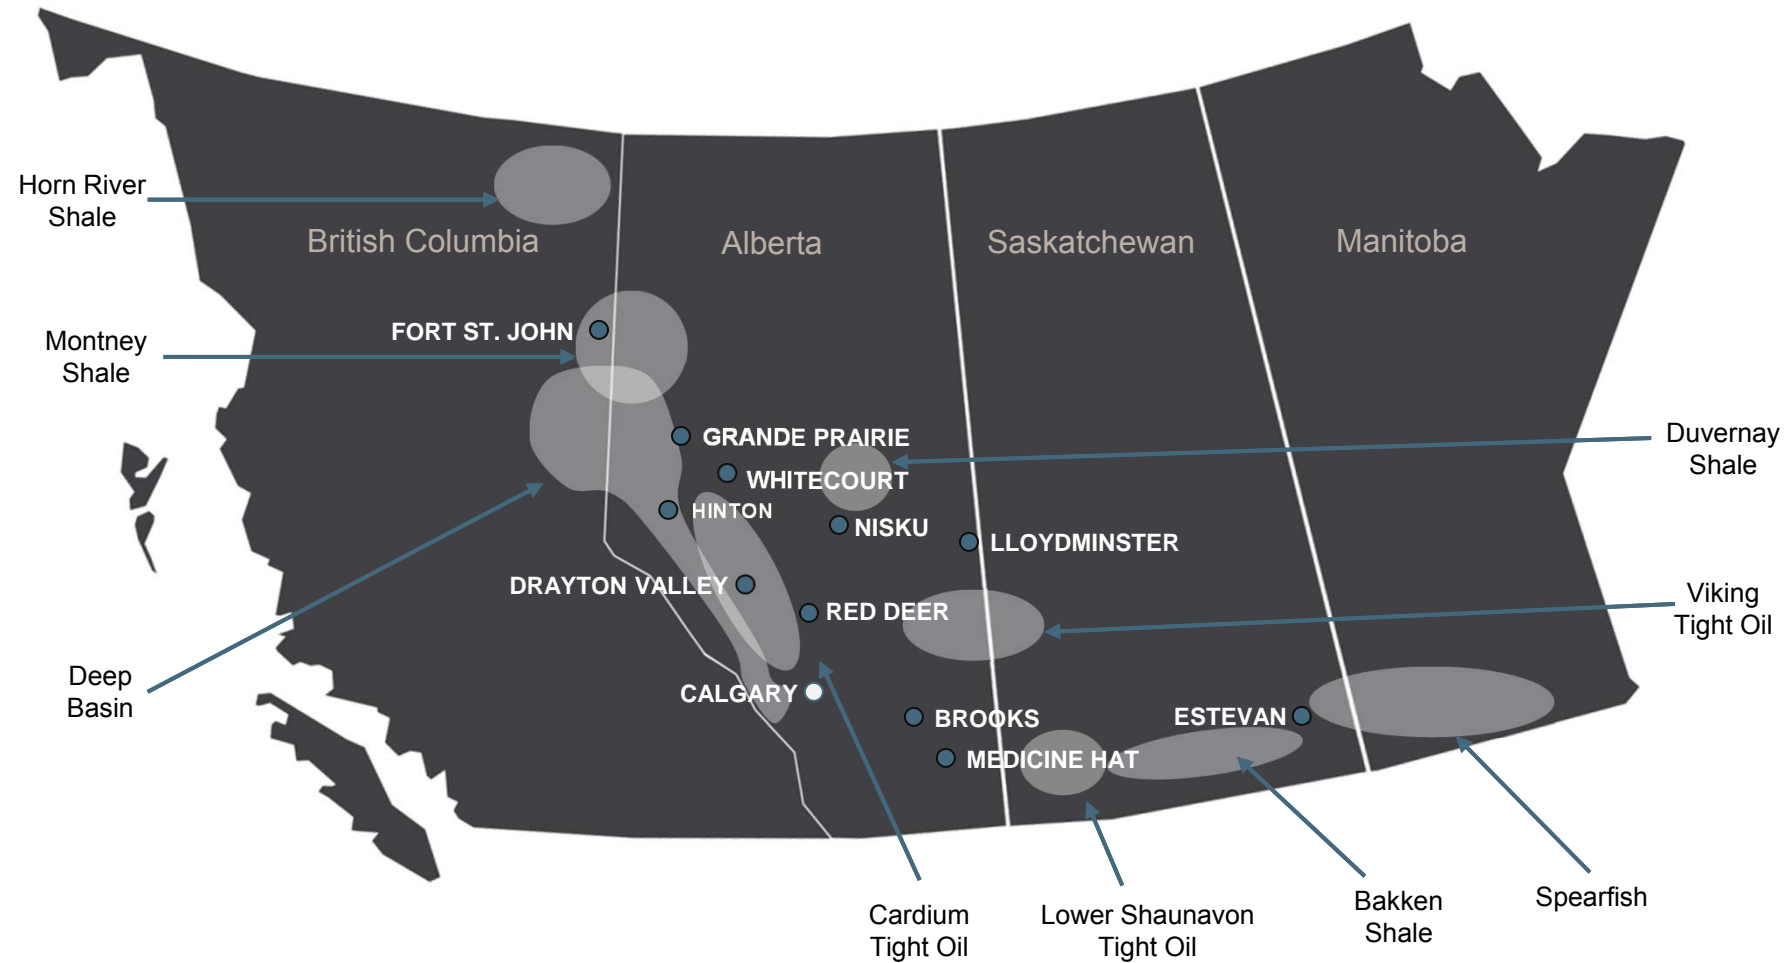 Horn River
Shale
British Columbia
Alberta
Saskatchewan
Manitoba
FORT ST. JOHN
Montney
Shale
GRANDE PRAIRIE
Duvernay
Shale
WHITECOURT
HINTON
NISKU
LLOYDMINSTER
DRAYTON VALLEY
RED DEER
Viking
Tight Oil
Deep
Basin
CALGARY
BROOKS
ESTEVAN
MEDICINE HAT
Cardium
Tight Oil
Lower Shaunavon
Tight Oil
Bakken
Shale
Spearfish